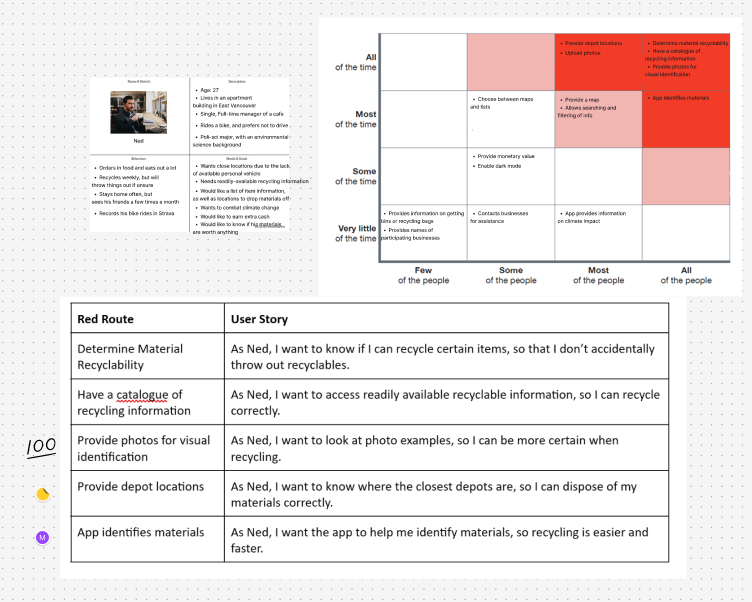 Name & Sketch
Ned
Description
• Age: 27
• Lives in an apartment
building in East Vancouver
• Single, Full-time manager of a cafe
• Rides a bike, and prefers not to drive
• Poli-sci major, with an environmental
science background
Behaviour
• Orders in food and eats out a lot
• Recycles weekly, but will
throw things out if unsure
• Stays home often, but
sees his friends a few times a month
• Records his bike rides in Strava
Needs & Goals
• Wants close locations due to the lack
of available personal vehicle
• Needs readily-available recycling information
• Would like a list of item information,
as well as locations to drop materials off
• Wants to combat climate change
• Would like to earn extra cash
• Would like to know if his materials
are worth anything
All
of the time
• Provide depot locations
• Upload photos
• Determine material recyclability
• Have a catalogue of
recycling information
• Provide photos for
visual identification
Most
of the time
• Choose between maps
and lists
• Provide a map
• Allows searching and
filtering of info
• App identifies materials
Some
of the time
• Provide monetary value
• Enable dark mode
Very little
of the time
• Provides information on getting
bins or recycling bags
• Provides names of
participating businesses
• Contacts businesses
for assistance
• App provides information
on climate impact
Few
of the people
Some
of the people
Most
of the people
All
of the people
Red Route
User Story
Determine Material
Recyclability
As Ned, I want to know if I can recycle certain items, so that I don't accidentally
throw out recyclables.
Have a catalogue of
recycling information
As Ned, I want to access readily available recyclable information, so I can recycle
correctly.
Provide photos for visual
identification
As Ned, I want to look at photo examples, so I can be more certain when
recycling.
Provide depot locations
As Ned, I want to know where the closest depots are, so I can dispose of my
materials correctly.
App identifies materials
As Ned, I want the app to help me identify materials, so recycling is easier and
faster.
100
M